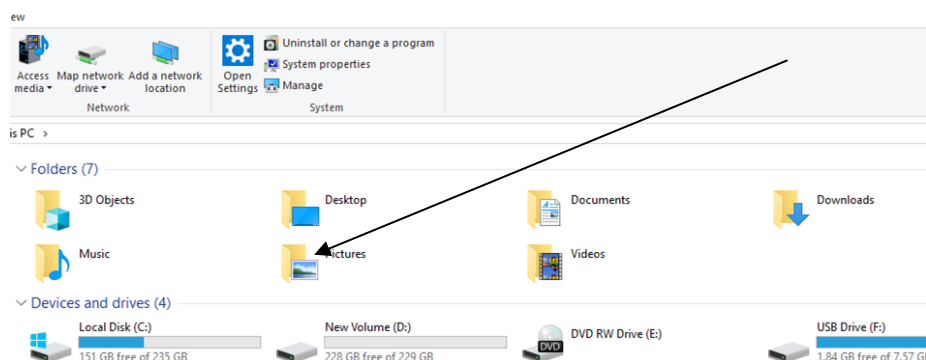 ew
Access media
Map network drive
Add a network location
Open Settings
Uninstall or change a program
System properties
Manage
Network
System
is PC >
Folders (7)
3D Objects
Desktop
Documents
Downloads
Music
Pictures
Videos
Devices and drives (4)
Local Disk (C:)
New Volume (D:)
DVD RW Drive (E:)
USB Drive (F:)
DVD
151 GB free of 235 GB
228 GB free of 229 GB
1.84 GB free of 7.57 GB